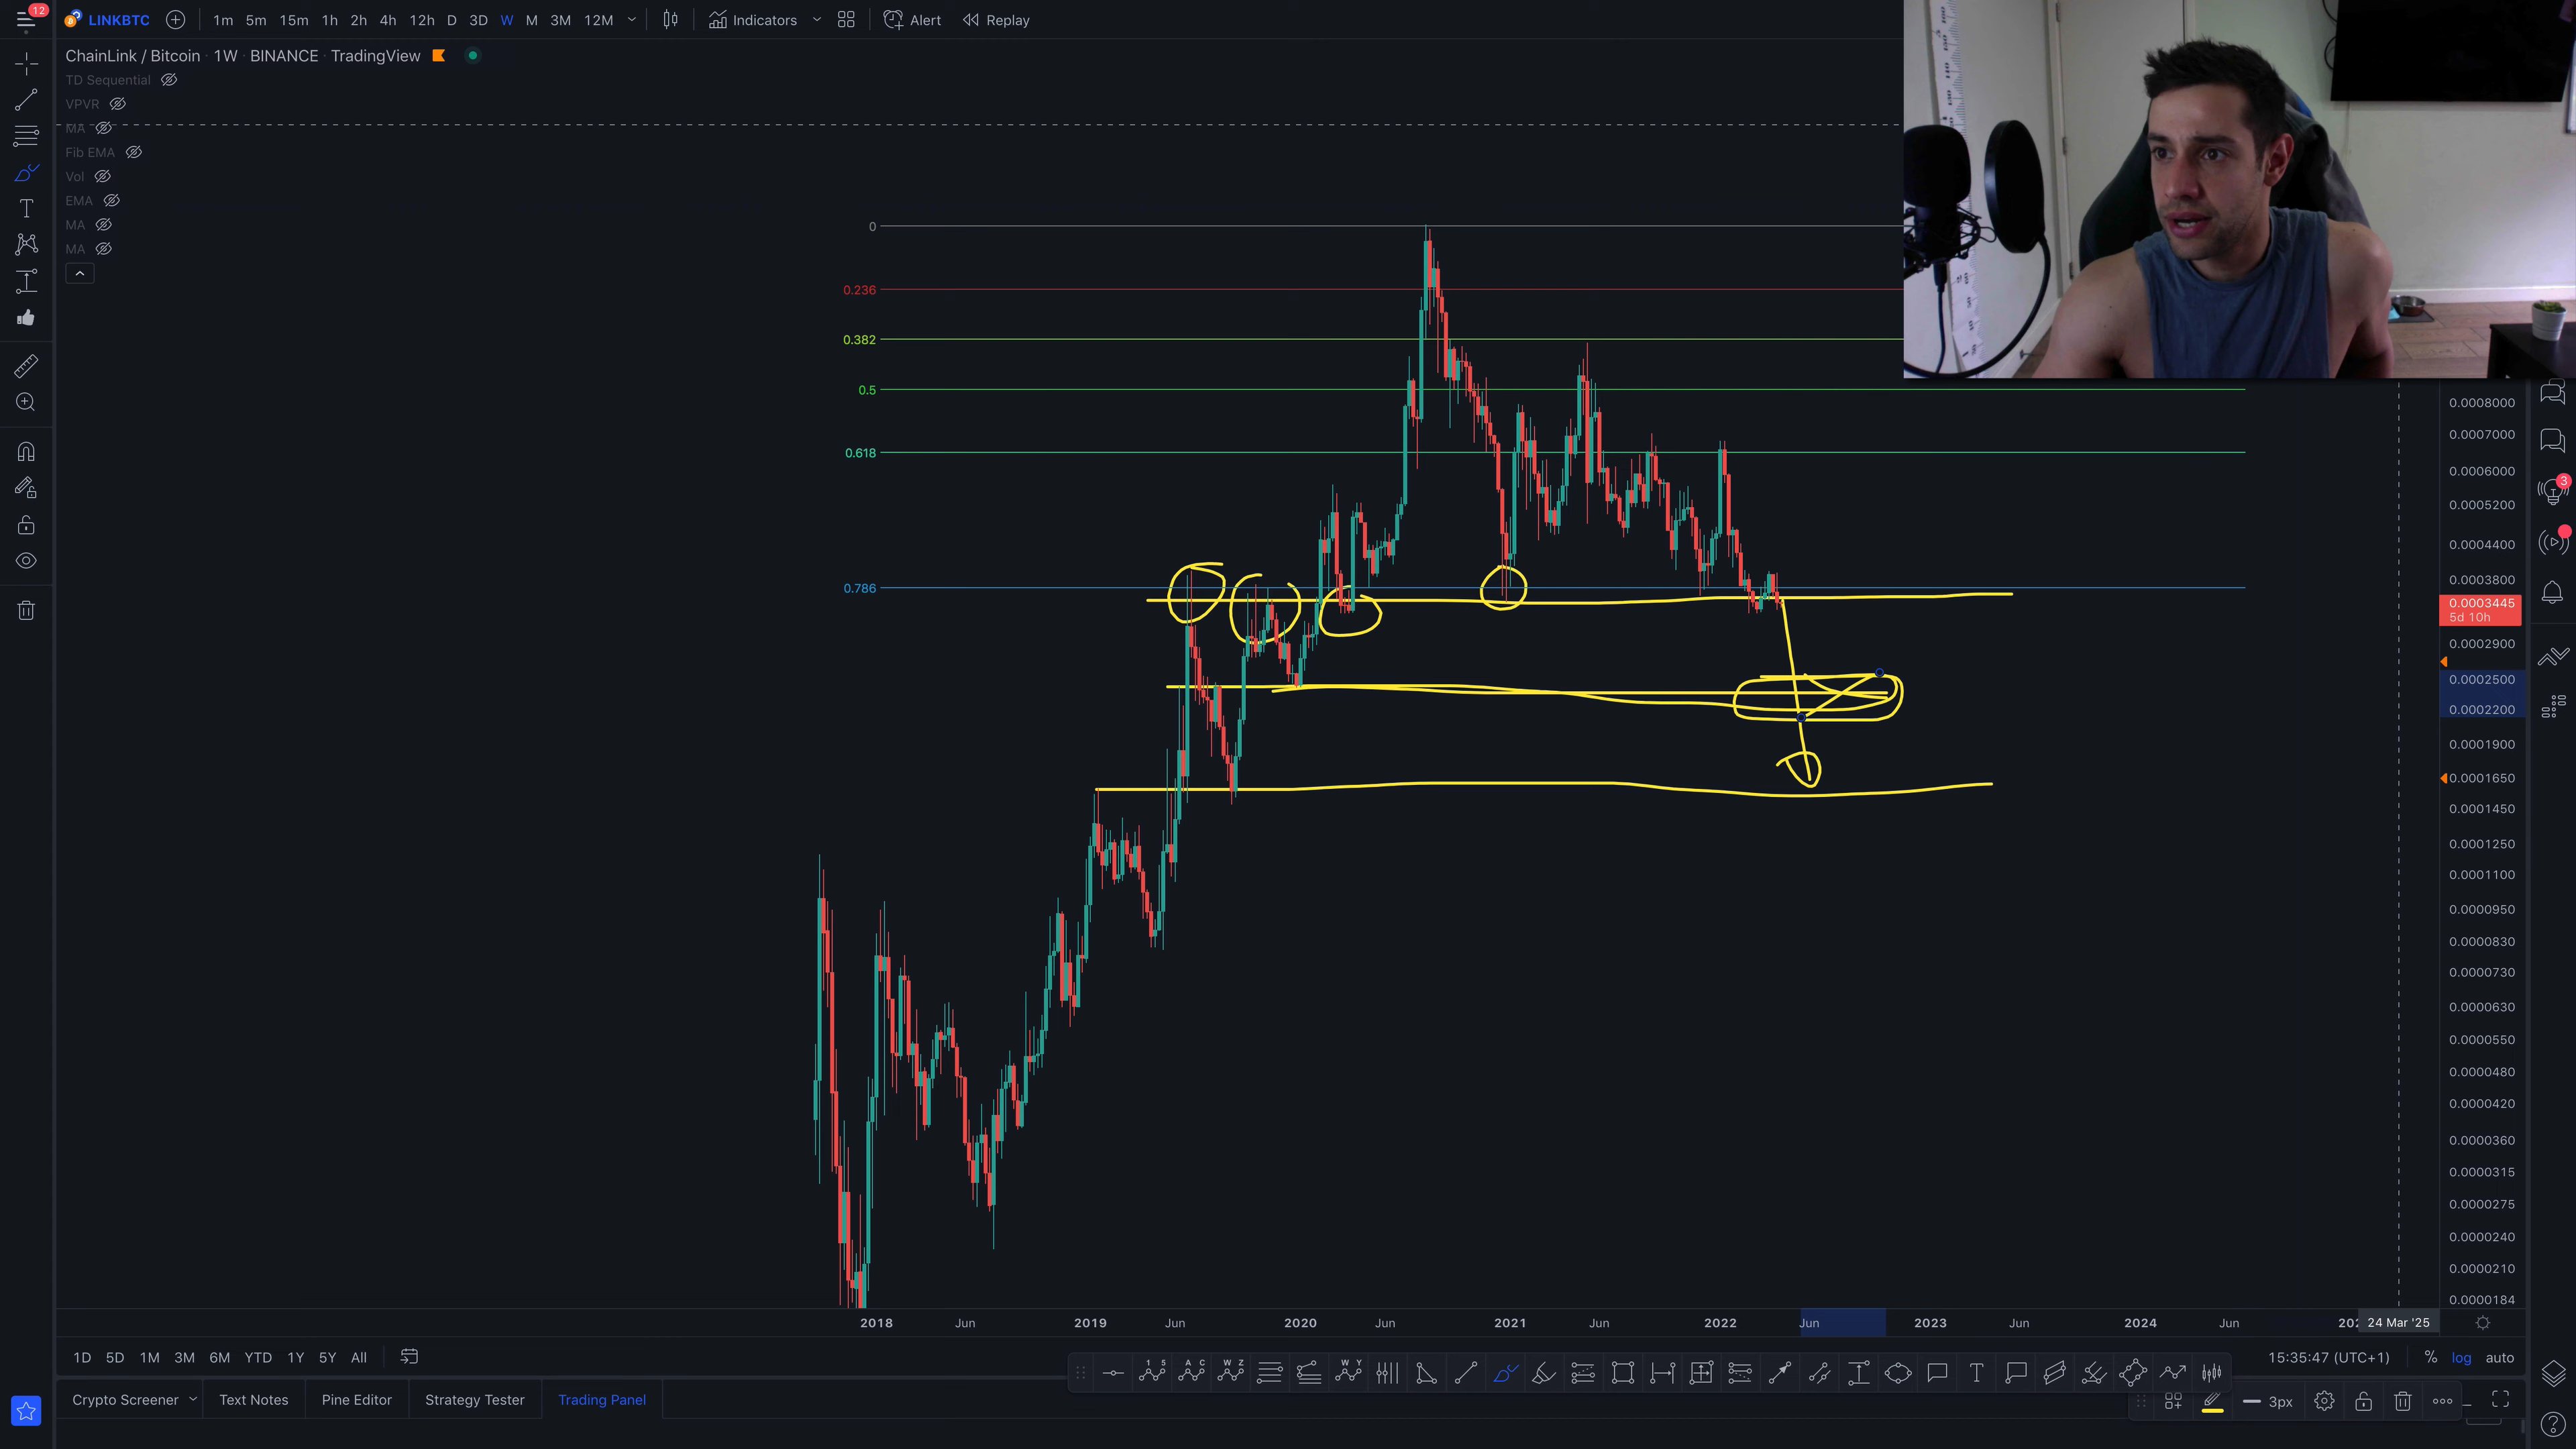 12
LINKBTC 1m 5m 15m 1h 2h 4h 12h D 3D W M 3M 12M Indicators Alert Replay
ChainLink / Bitcoin · 1W · BINANCE · TradingView
TD Sequential
VPVR
MA
Fib EMA
Vol
EMA
MA
MA
0
0.236
0.382
0.5
0.618
0.786
0.0008000
0.0007000
0.0006000
0.0005200
0.0004400
0.0003800
0.0003445
5d 10h
0.0002900
0.0002500
0.0002200
0.0001900
0.0001650
0.0001450
0.0001250
0.0001100
0.0000950
0.0000830
0.0000730
0.0000630
0.0000550
0.0000480
0.0000420
0.0000360
0.0000315
0.0000275
0.0000240
0.0000210
0.0000184
3
2018 Jun 2019 Jun 2020 Jun 2021 Jun 2022 Jun 2023 Jun 2024 Jun 24 Mar '25
1D 5D 1M 3M 6M YTD 1Y 5Y All
15:35:47 (UTC+1) % log auto
1 5 A C W Z W Y
Crypto Screener Text Notes Pine Editor Strategy Tester Trading Panel
3px